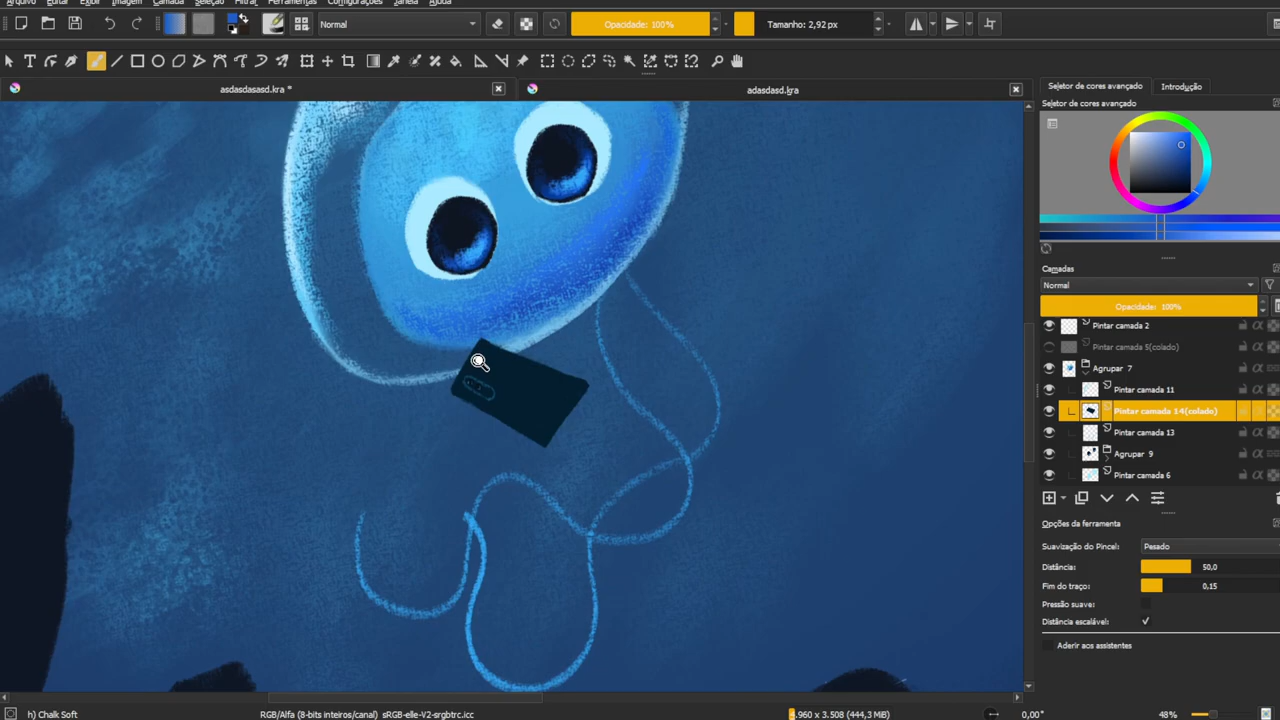 Arquivo Editar Exibir Imagem Camada Seleção Filtro Ferramentas Configurações Janela Ajuda
Normal
Opacidade: 100%
Tamanho: 2,92 px
asdasdasasd.kra *
adasdasd.kra
Seletor de cores avançado
Introdução
Seletor de cores avançado
Camadas
Normal
Opacidade: 100%
Pintar camada 2
Pintar camada 5(colado)
Agrupar 7
Pintar camada 11
Pintar camada 14(colado)
Pintar camada 13
Agrupar 9
Pintar camada 6
Opções da ferramenta
Suavização do Pincel: Pesado
Distância: 50,0
Fim do traço: 0,15
Pressão suave:
Distância escalável:
Aderir aos assistentes
h) Chalk Soft
RGB/Alfa (8-bits inteiros/canal) sRGB-elle-V2-srgbtrc.icc
4.960 x 3.508 (444,3 MB)
0,00°
48%